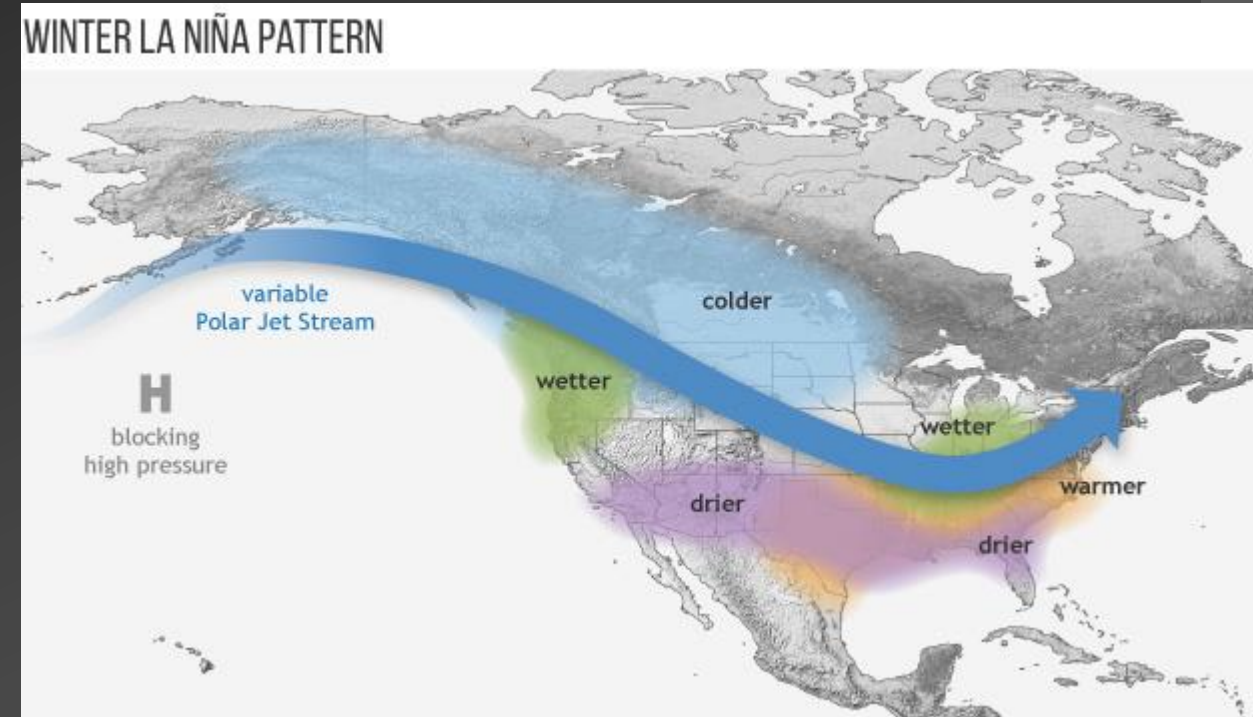 WINTER LA NIÑA PATTERN
variable
Polar Jet Stream
colder
H
blocking
high pressure
wetter
wetter
warmer
drier
drier